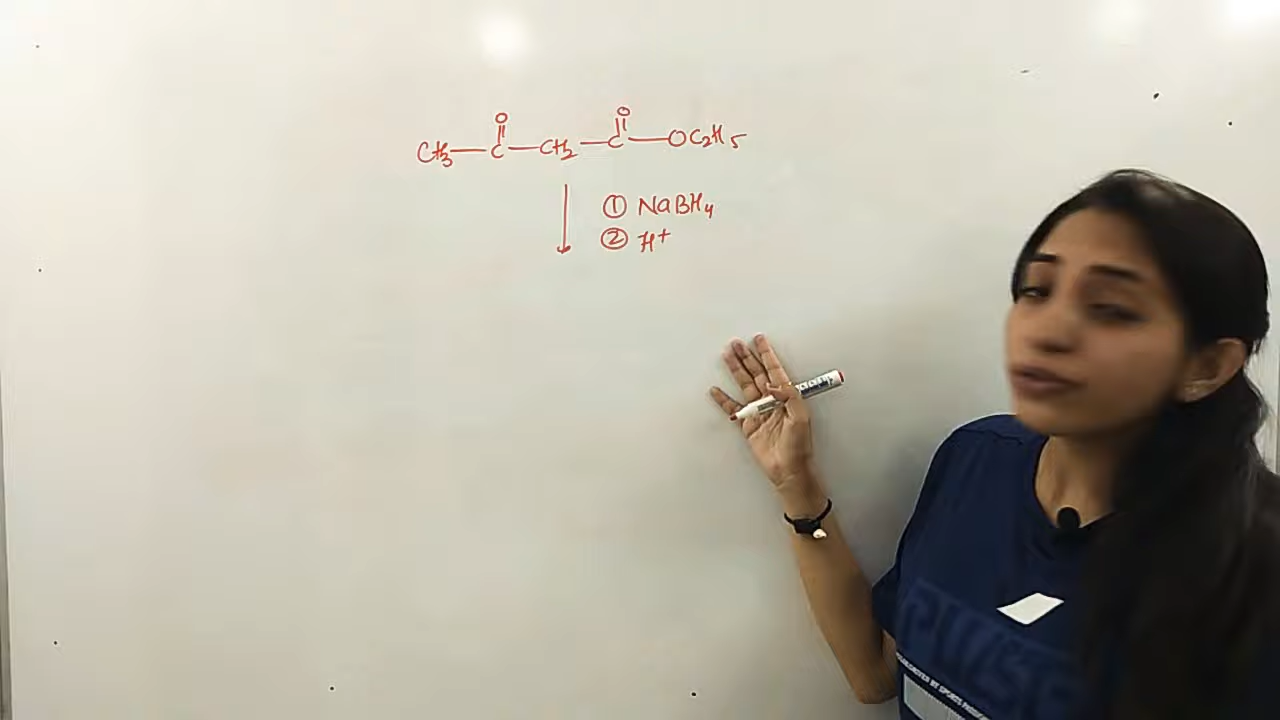 O O
CH3—C—CH2—C—OC2H5
① NaBH4
② H+